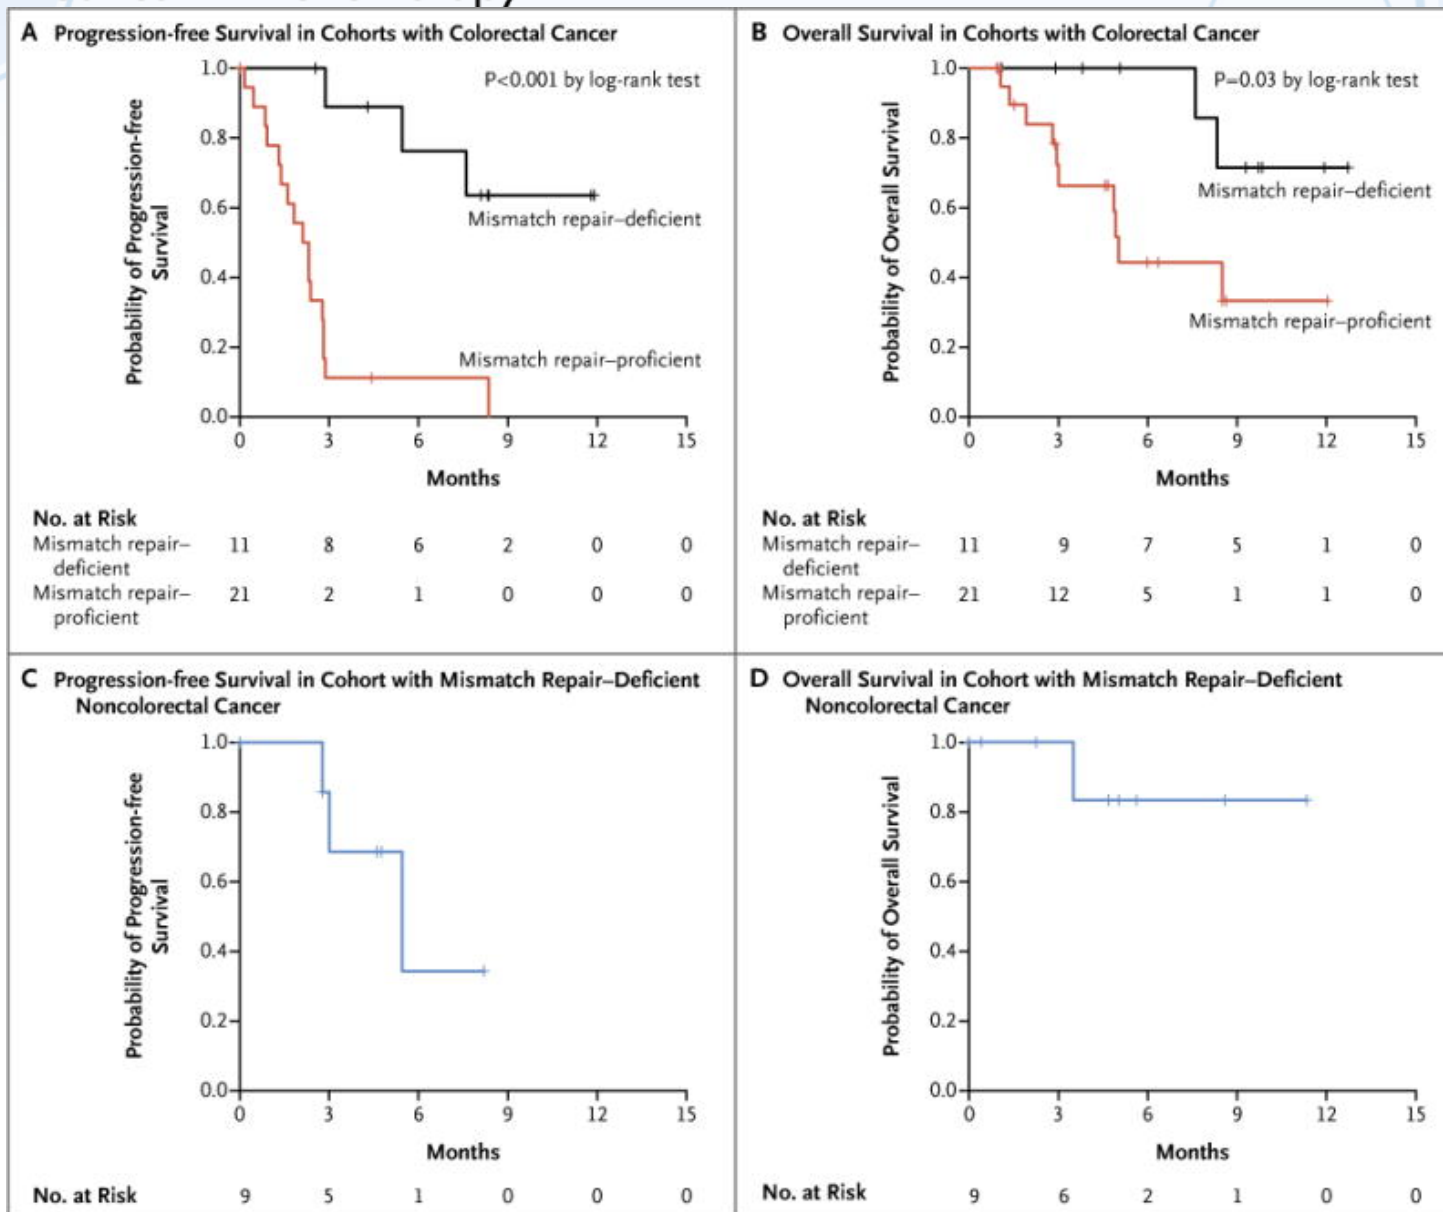 A Progression-free Survival in Cohorts with Colorectal Cancer
P<0.001 by log-rank test
Probability of Progression-free
Survival
1.0
0.8
0.6
0.4
0.2
0.0
Mismatch repair–deficient
Mismatch repair–proficient
0 3 6 9 12 15
Months
No. at Risk
Mismatch repair– 11 8 6 2 0 0
deficient
Mismatch repair– 21 2 1 0 0 0
proficient
B Overall Survival in Cohorts with Colorectal Cancer
P=0.03 by log-rank test
Probability of Overall Survival
1.0
0.8
0.6
0.4
0.2
0.0
Mismatch repair–deficient
Mismatch repair–proficient
0 3 6 9 12 15
Months
No. at Risk
Mismatch repair– 11 9 7 5 1 0
deficient
Mismatch repair– 21 12 5 1 1 0
proficient
C Progression-free Survival in Cohort with Mismatch Repair–Deficient
Noncolorectal Cancer
Probability of Progression-free
Survival
1.0
0.8
0.6
0.4
0.2
0.0
0 3 6 9 12 15
Months
No. at Risk 9 5 1 0 0 0
D Overall Survival in Cohort with Mismatch Repair–Deficient
Noncolorectal Cancer
Probability of Overall Survival
1.0
0.8
0.6
0.4
0.2
0.0
0 3 6 9 12 15
Months
No. at Risk 9 6 2 1 0 0